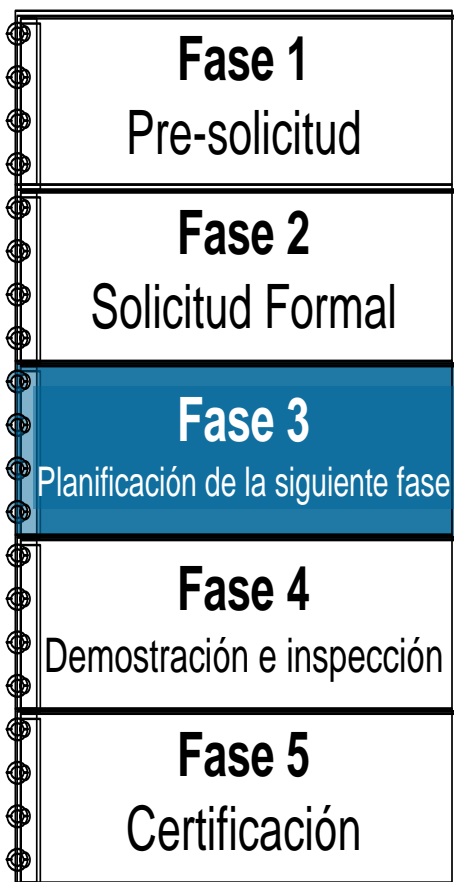 Fase 1
Pre-solicitud
Fase 2
Solicitud Formal
Fase 3
Planificación de la siguiente fase
Fase 4
Demostración e inspección
Fase 5
Certificación